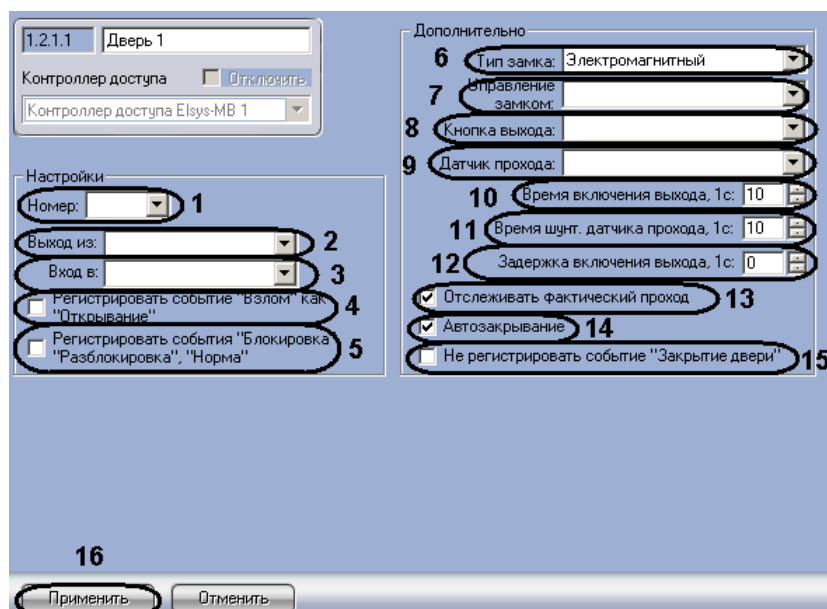 1.2.1.1 Дверь 1
Контроллер доступа Отключить
Контроллер доступа Elsys-MB 1
Настройки
Номер: 1
Выход из: 2
Вход в: 3
Регистрировать событие "Взлом" как
"Открывание" 4
Регистрировать события "Блокировка
"Разблокировка", "Норма" 5
Дополнительно
6 Тип замка: Электромагнитный
7 Управление
замком:
8 Кнопка выхода:
9 Датчик прохода:
10 Время включения выхода, 1с: 10
11 Время шунт. датчика прохода, 1с: 10
12 Задержка включения выхода, 1с: 0
Отслеживать фактический проход 13
Автозакрывание 14
Не регистрировать событие "Закрытие двери" 15
16
Применить Отменить